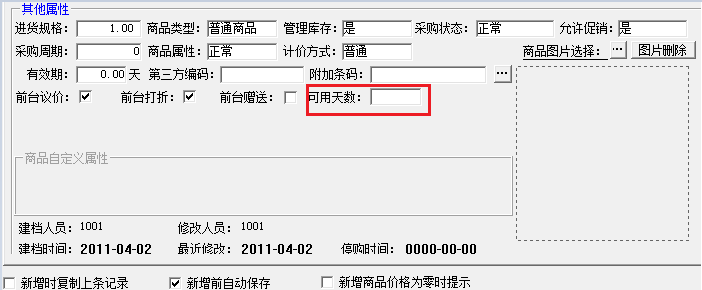 其他属性
进货规格： 1.00 商品类型： 普通商品 管理库存： 是 采购状态： 正常 允许促销： 是
采购周期： 0 商品属性： 正常 计价方式： 普通 商品图片选择： ... 图片删除
有效期： 0.00 天 第三方编码： 附加条码： ...
前台议价： 前台打折： 前台赠送： 可用天数：
商品自定义属性
建档人员： 1001 修改人员： 1001
建档时间： 2011-04-02 最近修改： 2011-04-02 停购时间： 0000-00-00
新增时复制上条记录 新增前自动保存 新增商品价格为零时提示